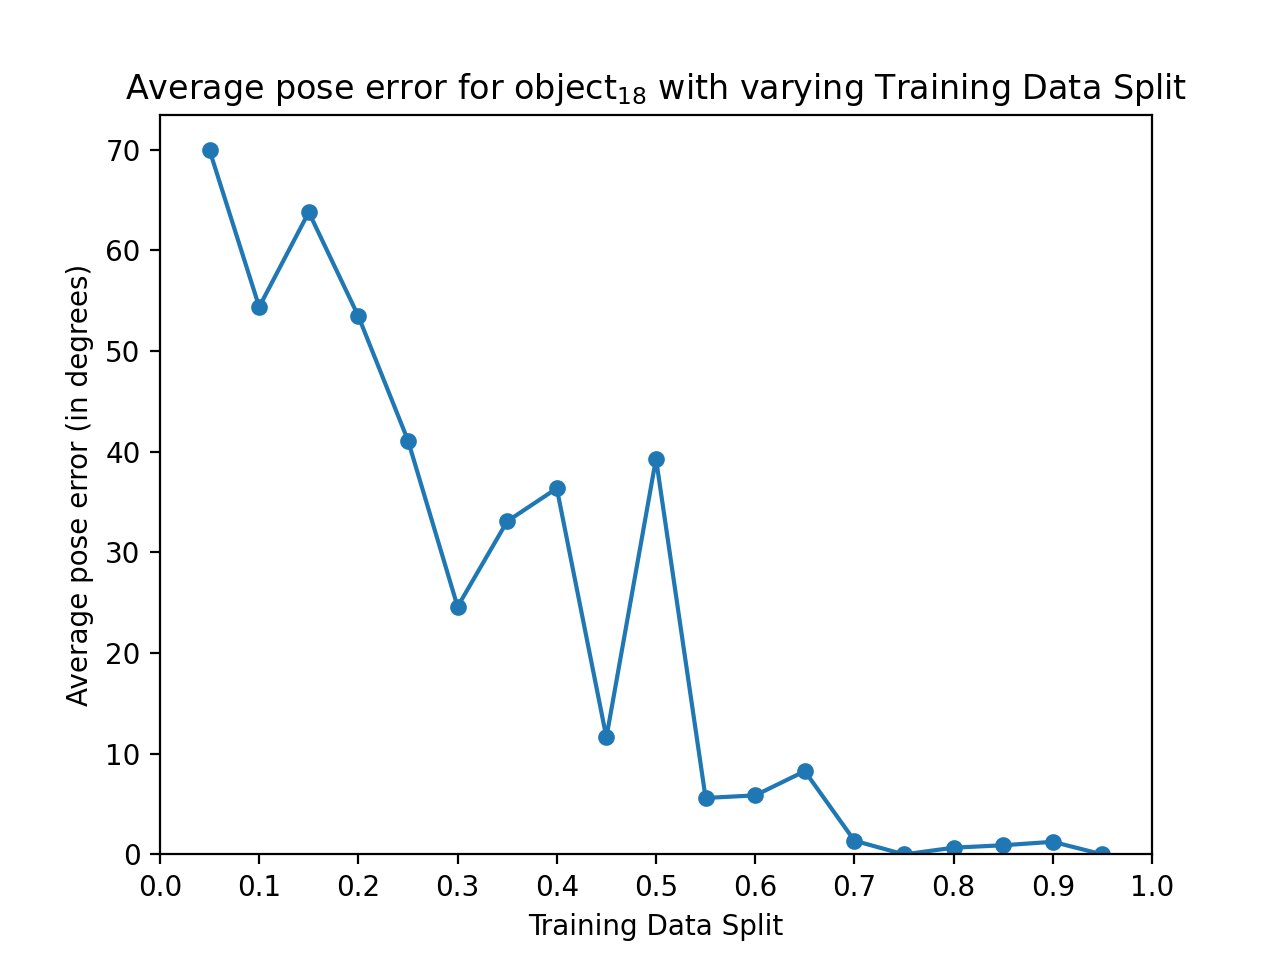 Average pose error for object₁₈ with varying Training Data Split
Average pose error (in degrees)
70
60
50
40
30
20
10
0
0.0 0.1 0.2 0.3 0.4 0.5 0.6 0.7 0.8 0.9 1.0
Training Data Split